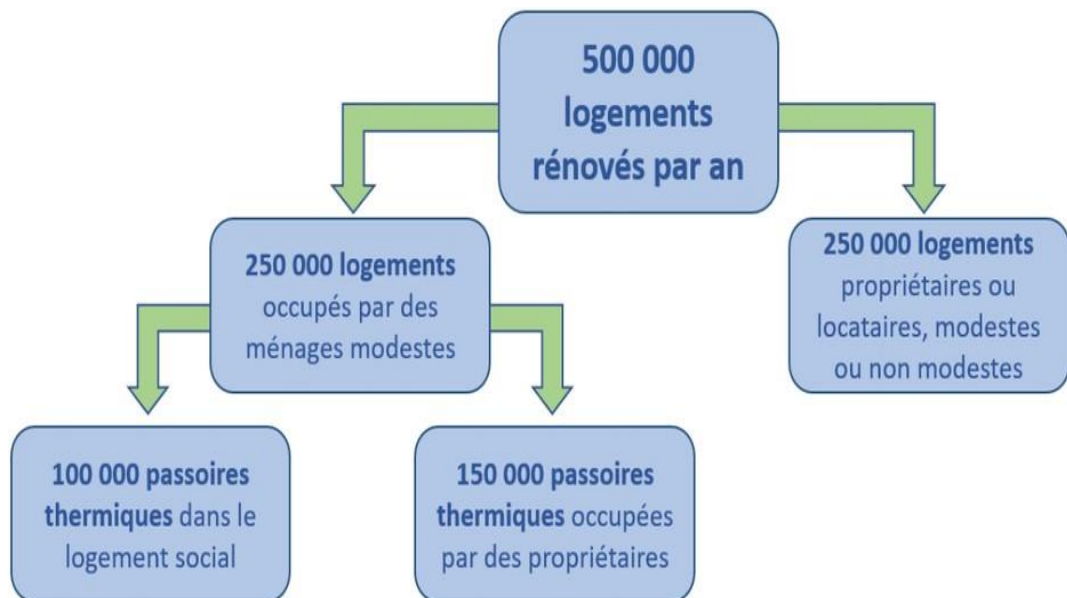 500 000
logements
rénovés par an
250 000 logements
occupés par des
ménages modestes
250 000 logements
propriétaires ou
locataires, modestes
ou non modestes
100 000 passoires
thermiques dans le
logement social
150 000 passoires
thermiques occupées
par des propriétaires